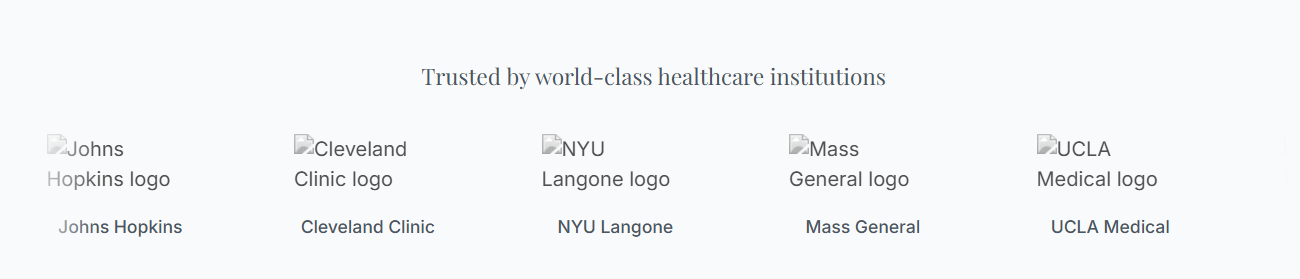 Trusted by world-class healthcare institutions
Johns
Hopkins logo
Cleveland
Clinic logo
NYU
Langone logo
Mass
General logo
UCLA
Medical logo
Johns Hopkins
Cleveland Clinic
NYU Langone
Mass General
UCLA Medical